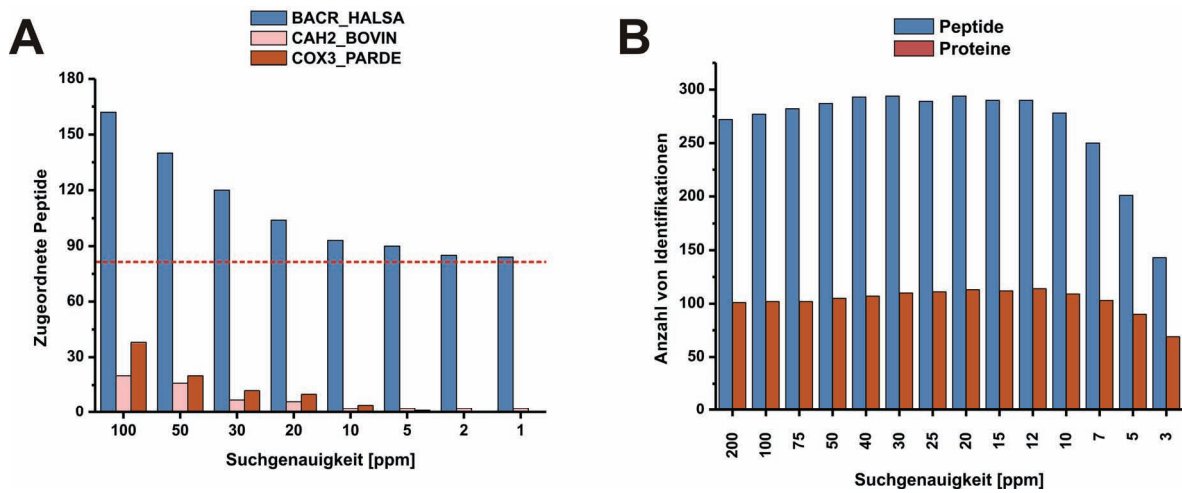 A
BACR_HALSA
CAH2_BOVIN
COX3_PARDE
Zugeordnete Peptide
180
150
120
90
60
30
0
100 50 30 20 10 5 2 1
Suchgenauigkeit [ppm]
B
Peptide
Proteine
Anzahl von Identifikationen
300
250
200
150
100
50
0
200 100 75 50 40 30 25 20 15 12 10 7 5 3
Suchgenauigkeit [ppm]